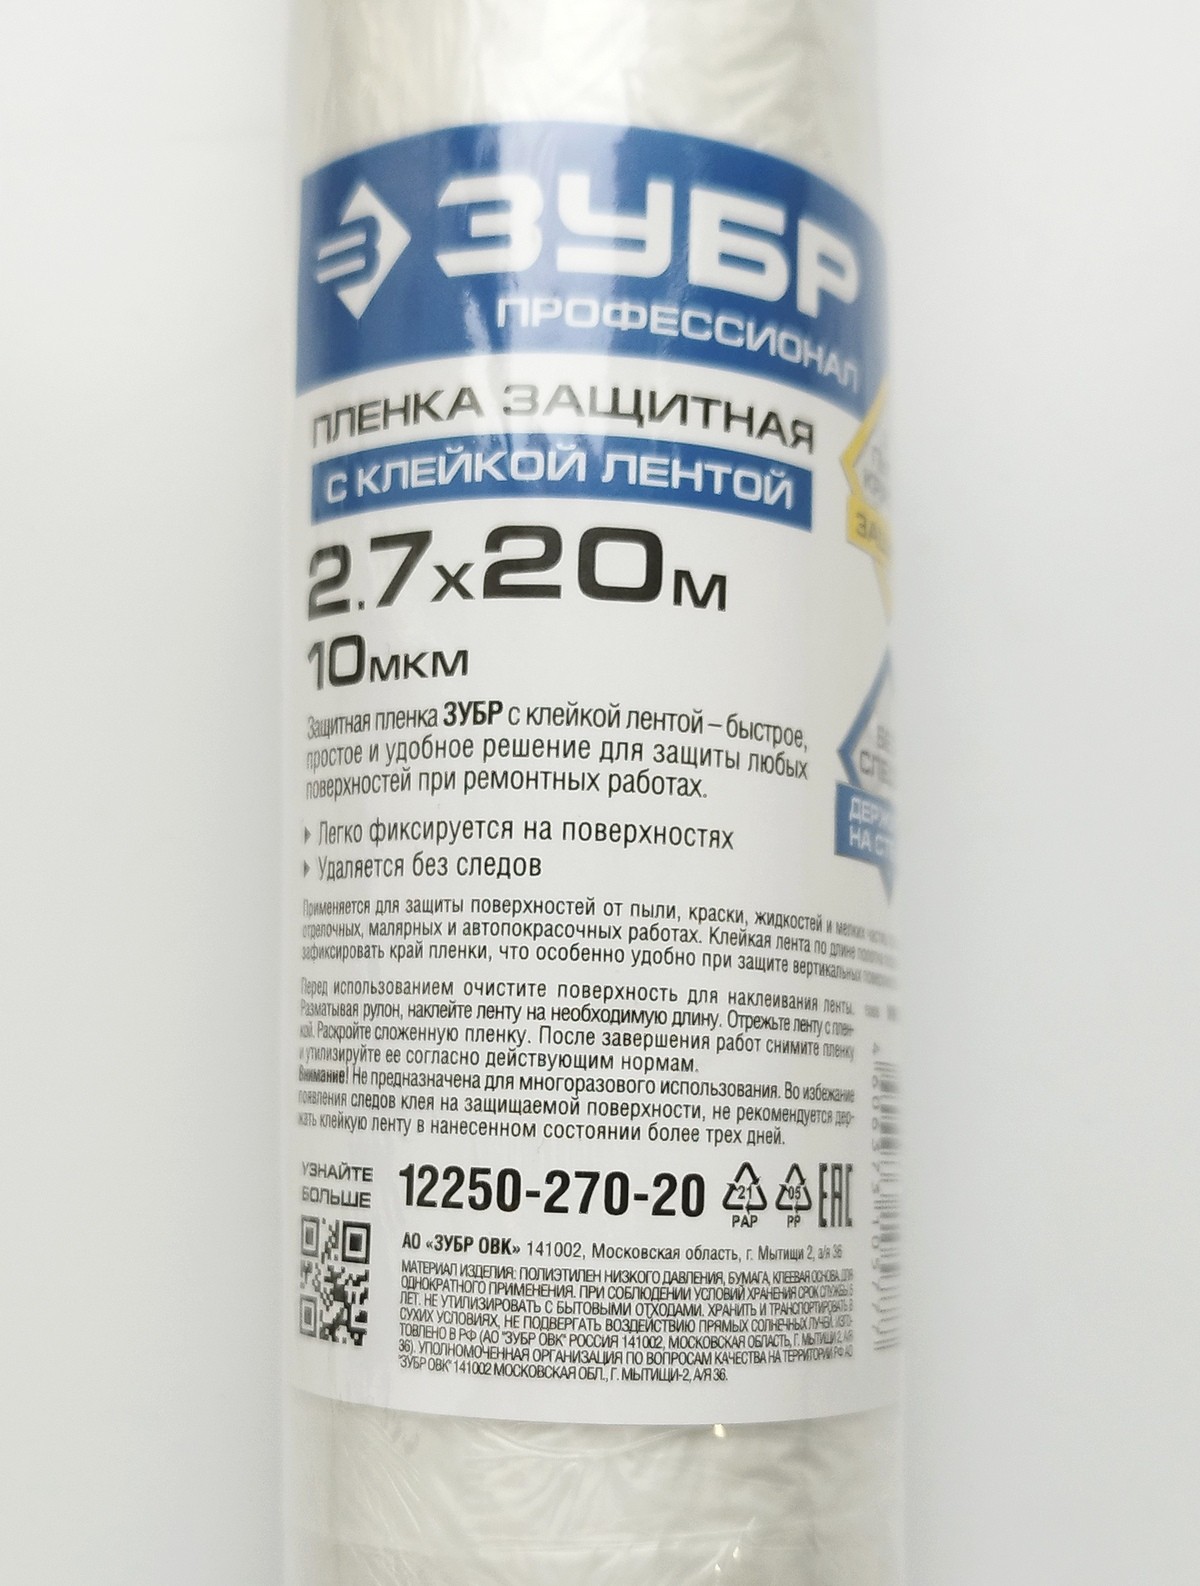 ЗУБР
ПРОФЕССИОНАЛ
ПЛЕНКА ЗАЩИТНАЯ
С КЛЕЙКОЙ ЛЕНТОЙ
2.7х20м
10мкм
Защитная пленка ЗУБР с клейкой лентой – быстрое,
простое и удобное решение для защиты любых
поверхностей при ремонтных работах.
Легко фиксируется на поверхностях
Удаляется без следов
Применяется для защиты поверхностей от пыли, краски, жидкостей и мелких
отделочных, малярных и автопокрасочных работах. Клейкая лента по длине
зафиксировать край пленки, что особенно удобно при защите вертикальных
Перед использованием очистите поверхность для наклеивания ленты.
Разматывая рулон, наклейте ленту на необходимую длину. Отрежьте ленту с плен-
кой. Раскройте сложенную пленку. После завершения работ снимите пленку
и утилизируйте ее согласно действующим нормам.
Внимание! Не предназначена для многоразового использования. Во избежание
появления следов клея на защищаемой поверхности, не рекомендуется дер-
жать клейкую ленту в нанесенном состоянии более трех дней.
УЗНАЙТЕ
БОЛЬШЕ
12250-270-20
21
PAP
05
PP
EAC
АО «ЗУБР ОВК» 141002, Московская область, г. Мытищи 2, а/я 36
МАТЕРИАЛ ИЗДЕЛИЯ: ПОЛИЭТИЛЕН НИЗКОГО ДАВЛЕНИЯ, БУМАГА, КЛЕЕВАЯ ОСНОВА. ДЛЯ
ОДНОКРАТНОГО ПРИМЕНЕНИЯ. ПРИ СОБЛЮДЕНИИ УСЛОВИЙ ХРАНЕНИЯ СРОК СЛУЖБЫ 5
ЛЕТ. НЕ УТИЛИЗИРОВАТЬ С БЫТОВЫМИ ОТХОДАМИ. ХРАНИТЬ И ТРАНСПОРТИРОВАТЬ В
СУХИХ УСЛОВИЯХ, НЕ ПОДВЕРГАТЬ ВОЗДЕЙСТВИЮ ПРЯМЫХ СОЛНЕЧНЫХ ЛУЧЕЙ. ИЗГО-
ТОВЛЕНО В РФ (АО "ЗУБР ОВК" РОССИЯ 141002, МОСКОВСКАЯ ОБЛАСТЬ, Г. МЫТИЩИ 2, А/Я
36). УПОЛНОМОЧЕННАЯ ОРГАНИЗАЦИЯ ПО ВОПРОСАМ КАЧЕСТВА НА ТЕРРИТОРИИ РФ АО
"ЗУБР ОВК" 141002 МОСКОВСКАЯ ОБЛ., Г. МЫТИЩИ-2, А/Я 36.